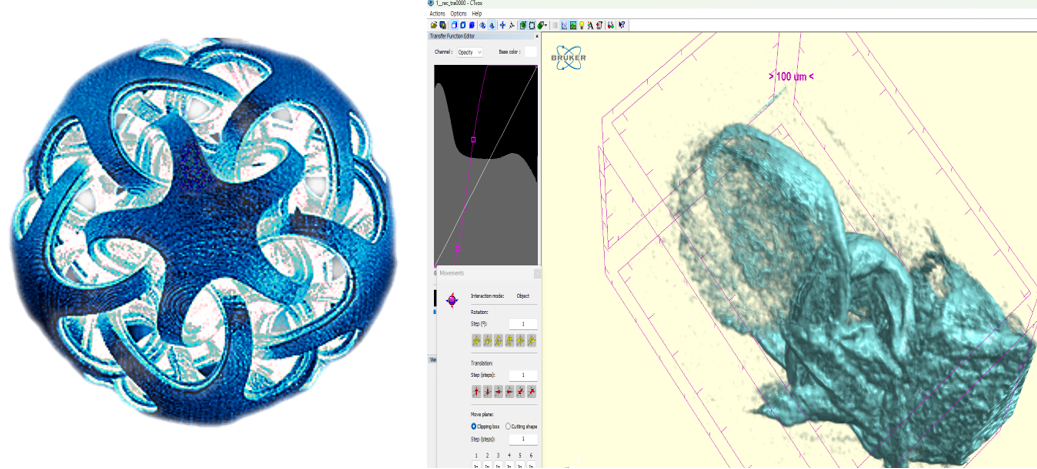 1__rec_tra0080 - CTvox
Actions Options Help
Transfer Function Editor
Channel : Opacity Base color :
Movements
Interaction mode: Object
Rotation:
Step (º): 1
Translation:
Step (steps): 1
Move plane:
Clipping box Cutting shape
Step (steps): 1
1 2 3 4 5 6
BRUKER
> 100 um <